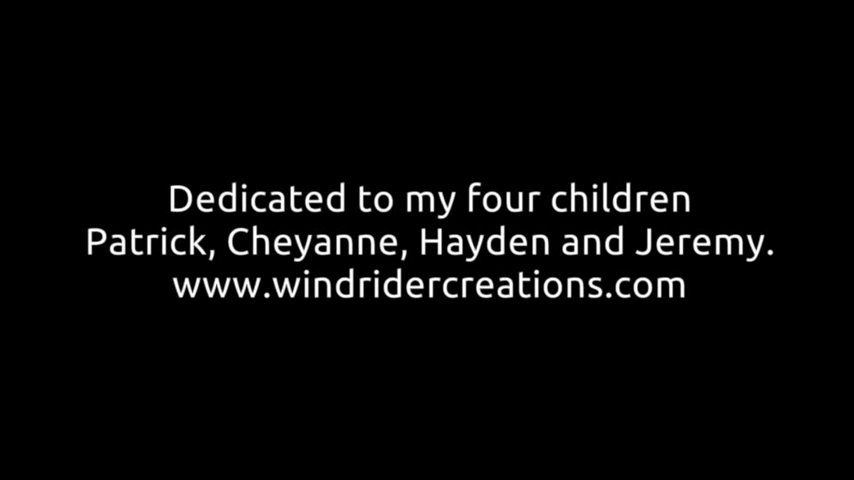 Dedicated to my four children
Patrick, Cheyanne, Hayden and Jeremy.
www.windridercreations.com